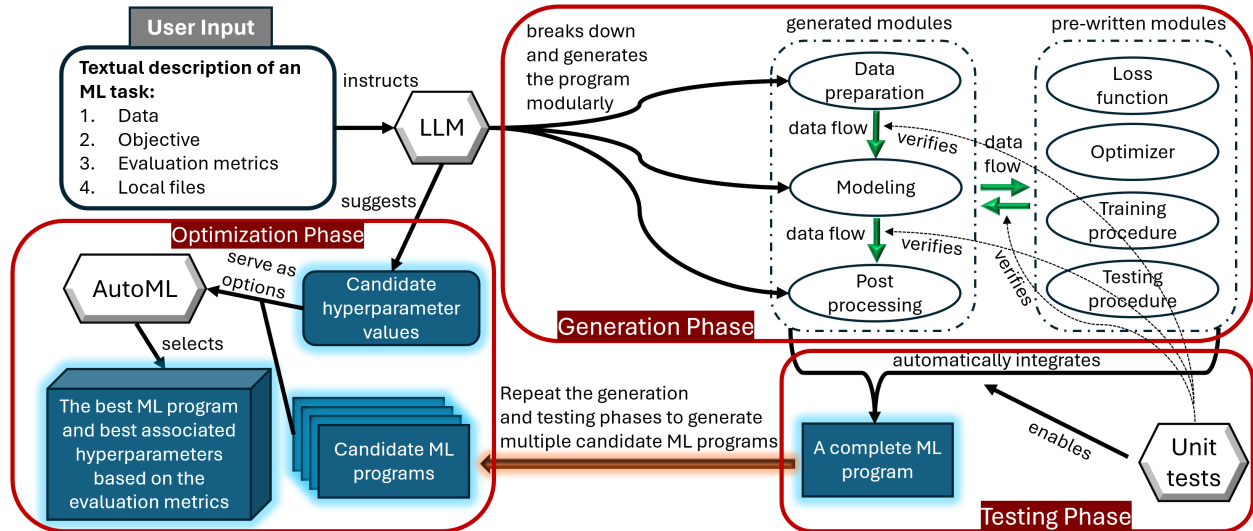 User Input
Textual description of an
ML task:
1. Data
2. Objective
3. Evaluation metrics
4. Local files
instructs
LLM
suggests
breaks down
and generates
the program
modularly
generated modules
Data
preparation
data flow
verifies
Modeling
data flow
verifies
Post
processing
data
flow
verifies
pre-written modules
Loss
function
Optimizer
Training
procedure
Testing
procedure
Generation Phase
Optimization Phase
AutoML
serve as
options
Candidate
hyperparameter
values
selects
The best ML program
and best associated
hyperparameters
based on the
evaluation metrics
Candidate ML
programs
Repeat the generation
and testing phases to generate
multiple candidate ML programs
automatically integrates
A complete ML
program
enables
Unit
tests
Testing Phase